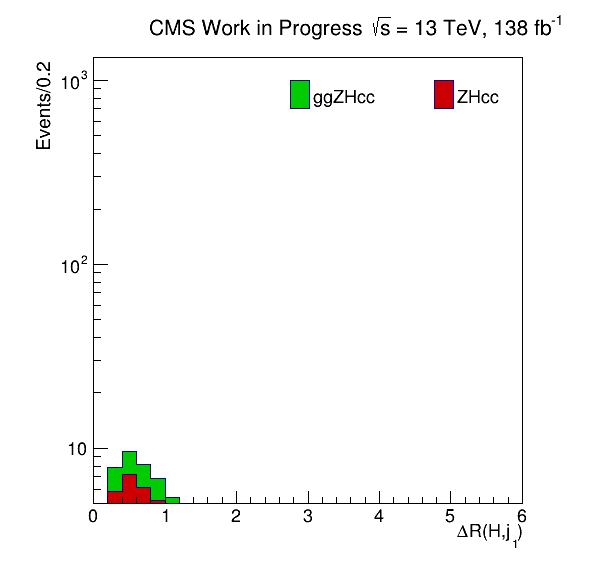 CMS Work in Progress √s = 13 TeV, 138 fb⁻¹
Events/0.2
10³
10²
10
ggZHcc
ZHcc
0 1 2 3 4 5 6
ΔR(H,j₁)